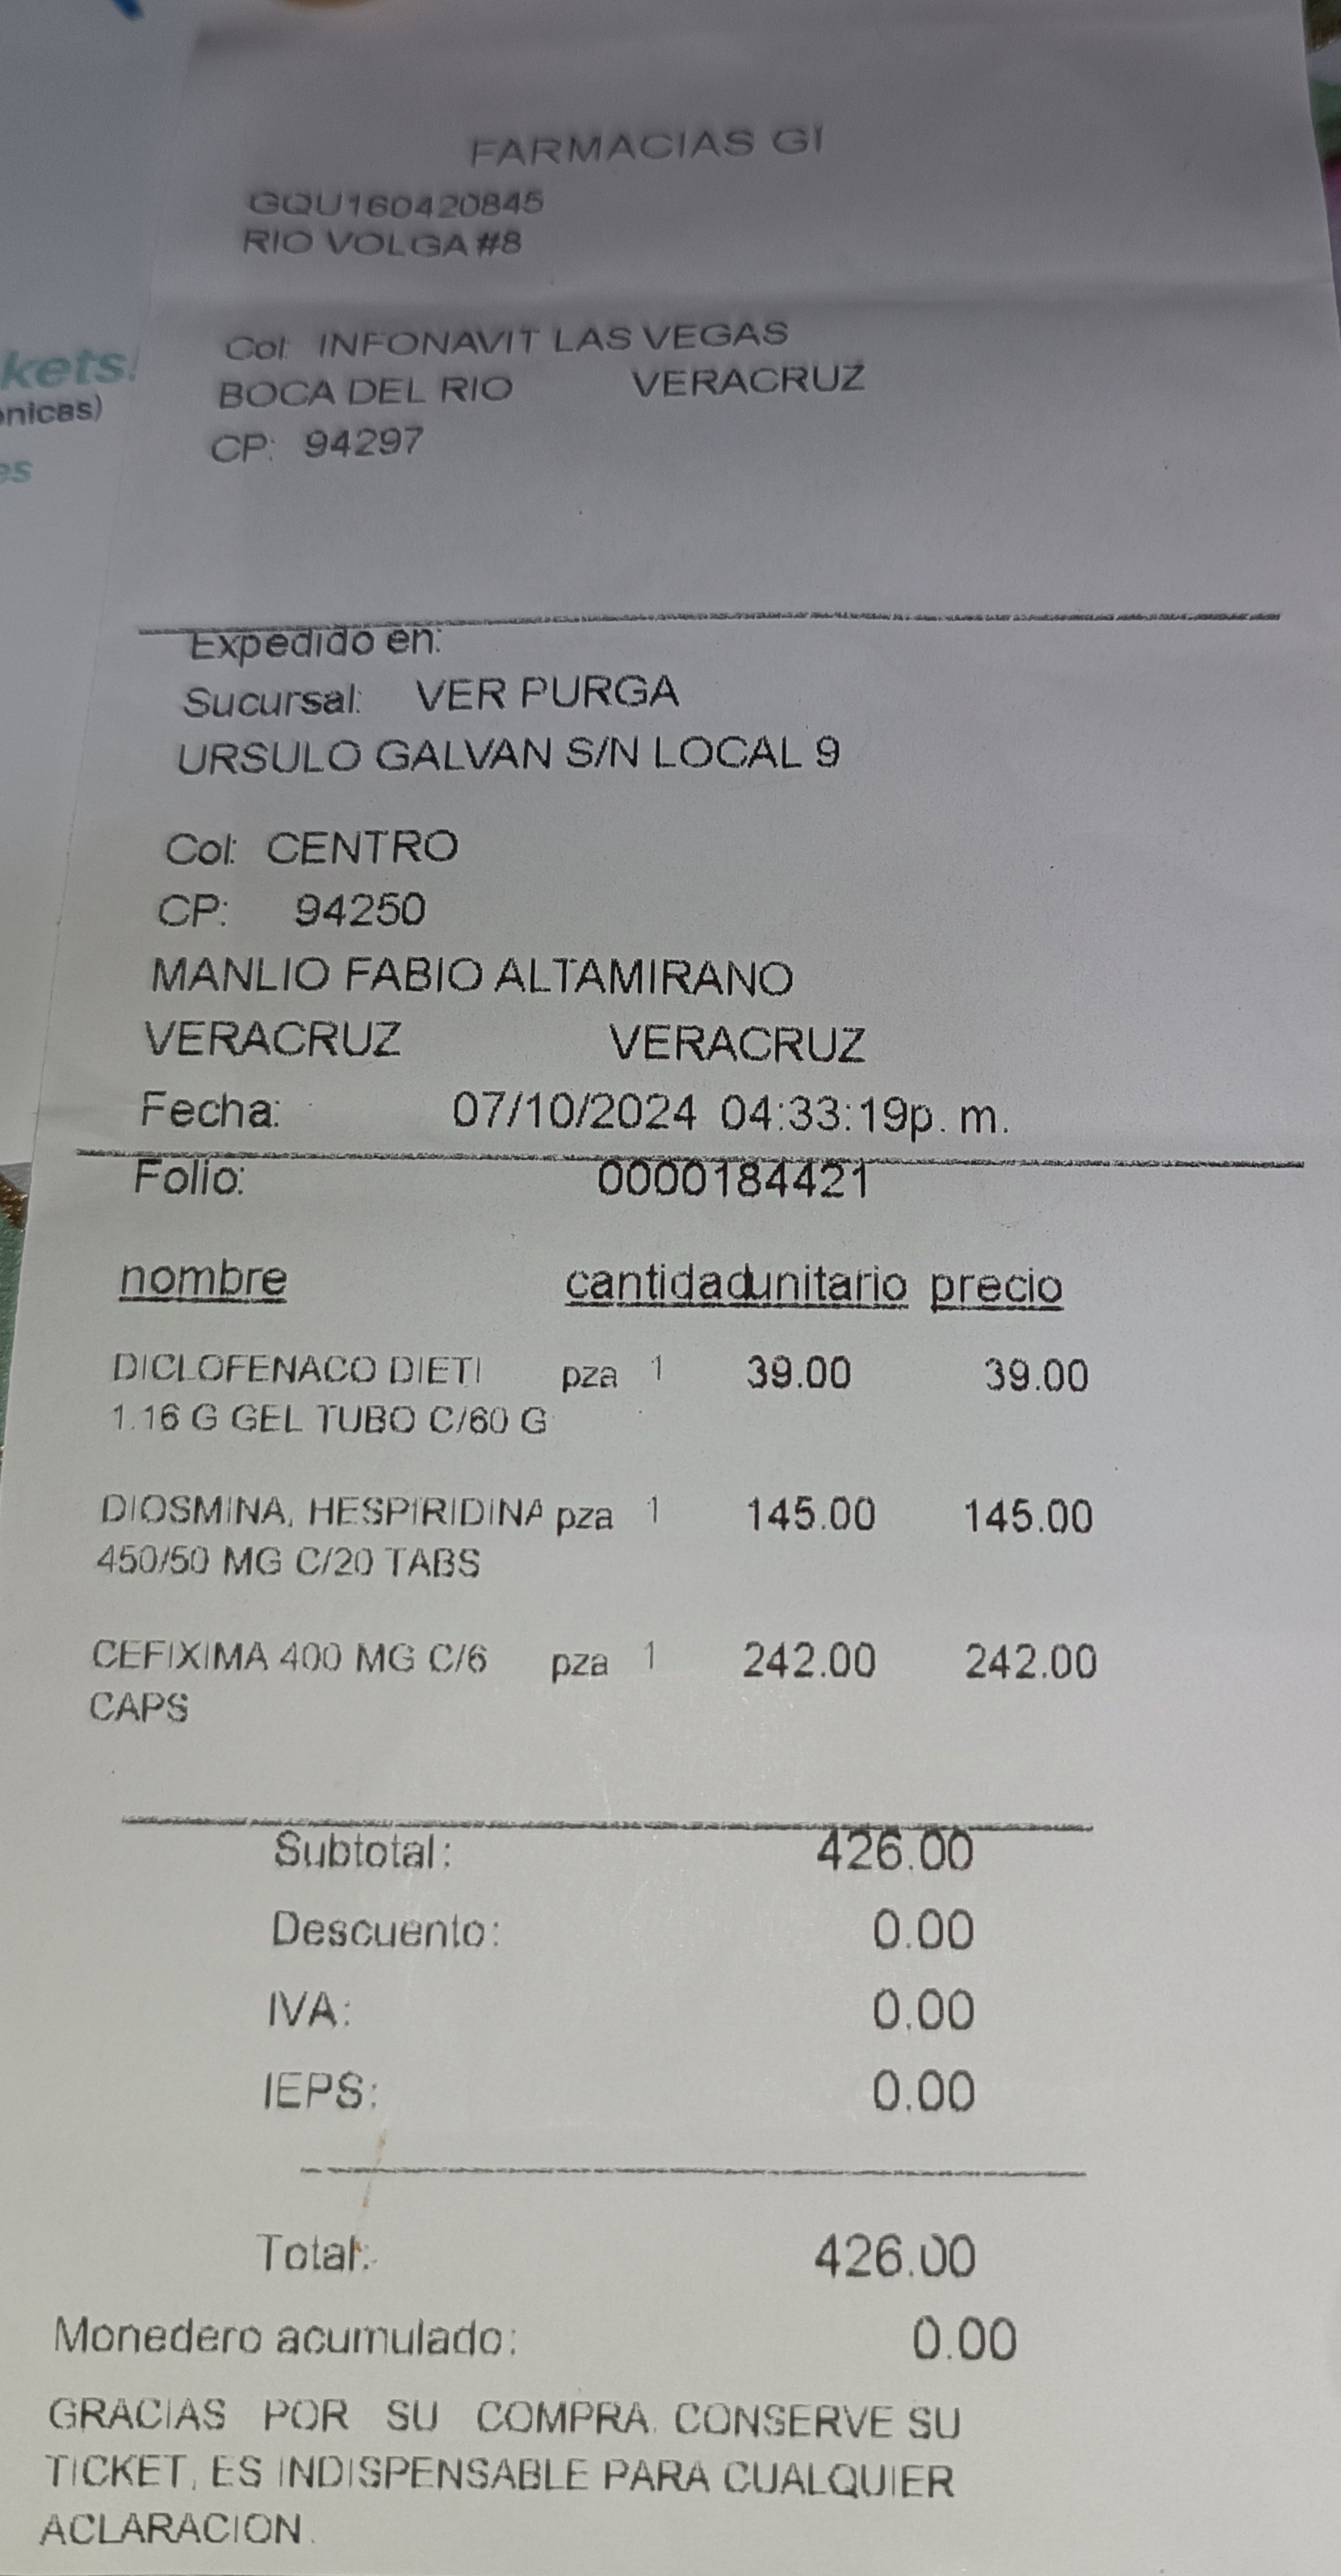 FARMACIAS GI
GQU160420845
RIO VOLGA #8
Col: INFONAVIT LAS VEGAS
BOCA DEL RIO VERACRUZ
CP: 94297
kets!
onicas)
es
Expedido en:
Sucursal: VER PURGA
URSULO GALVAN S/N LOCAL 9
Col: CENTRO
CP: 94250
MANLIO FABIO ALTAMIRANO
VERACRUZ VERACRUZ
Fecha: 07/10/2024 04:33:19p. m.
Folio: 0000184421
nombre cantidad unitario precio
DICLOFENACO DIETI pza 1 39.00 39.00
1.16 G GEL TUBO C/60 G
DIOSMINA, HESPIRIDINA pza 1 145.00 145.00
450/50 MG C/20 TABS
CEFIXIMA 400 MG C/6 pza 1 242.00 242.00
CAPS
Subtotal: 426.00
Descuento: 0.00
IVA: 0.00
IEPS: 0.00
Total: 426.00
Monedero acumulado: 0.00
GRACIAS POR SU COMPRA. CONSERVE SU
TICKET, ES INDISPENSABLE PARA CUALQUIER
ACLARACION.